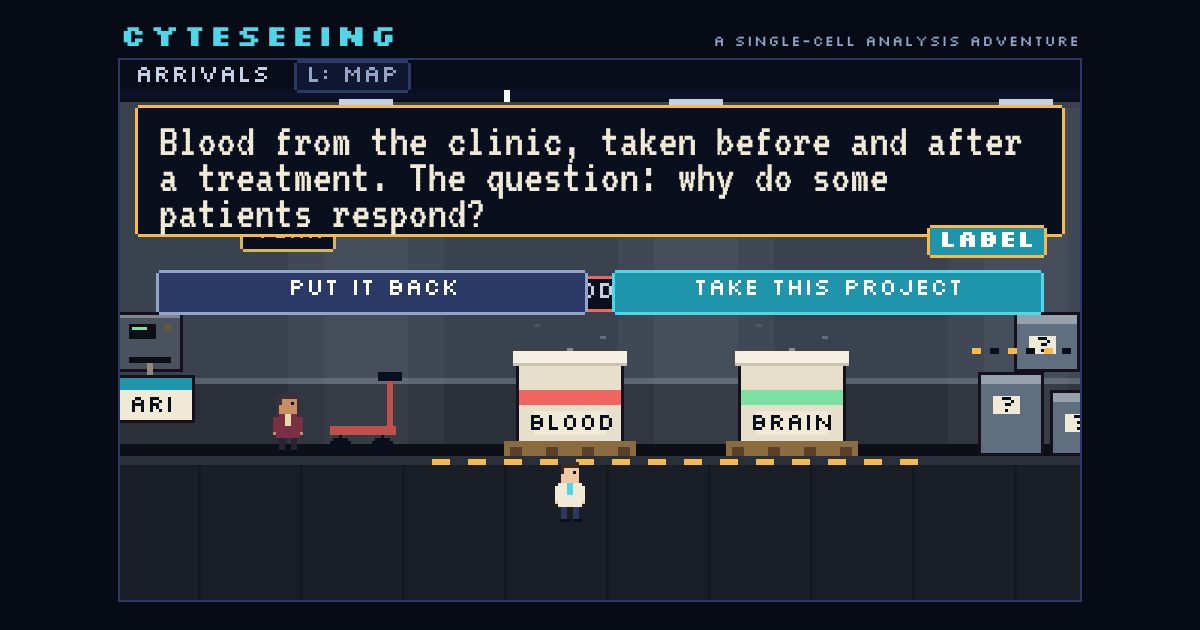 CYTESEEING
A SINGLE-CELL ANALYSIS ADVENTURE
ARRIVALS
L: MAP
Blood from the clinic, taken before and after
a treatment. The question: why do some
patients respond?
LABEL
PUT IT BACK
TAKE THIS PROJECT
?
ARI
BLOOD
BRAIN
?
?